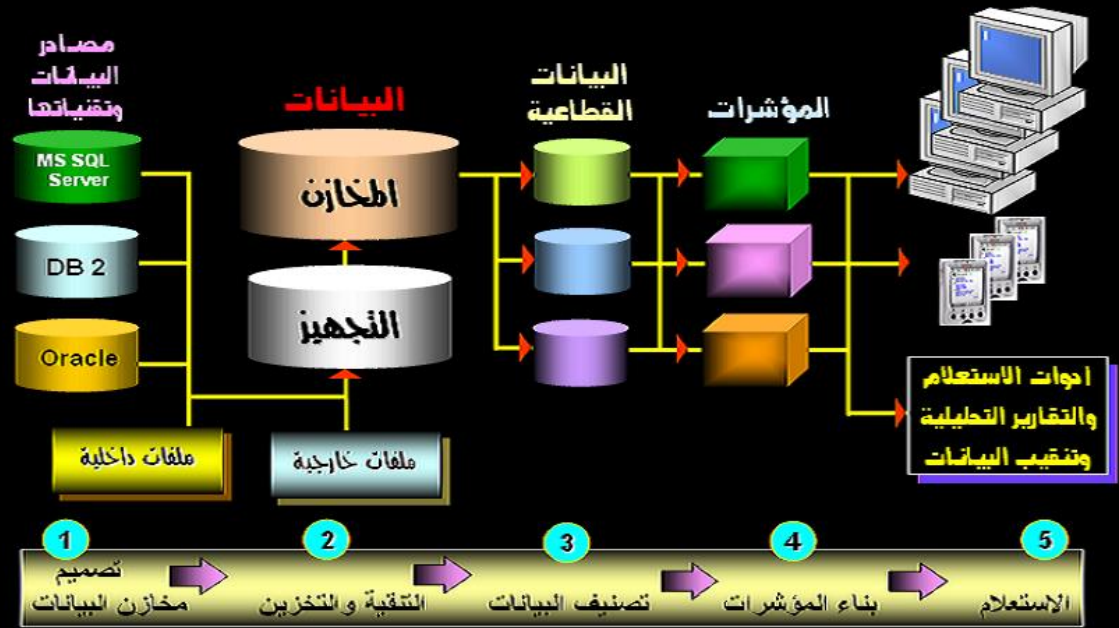 مصادر
البيانات
وتقنياتها
MS SQL
Server
DB 2
Oracle
ملفات داخلية
البيانات
المخازن
التجهيز
ملفات خارجية
البيانات
القطاعية
المؤشرات
أدوات الاستعلام
والتقارير التحليلية
وتنقيب البيانات
1
تصميم
مخازن البيانات
2
التنقية والتخزين
3
تصنيف البيانات
4
بناء المؤشرات
5
الاستعلام